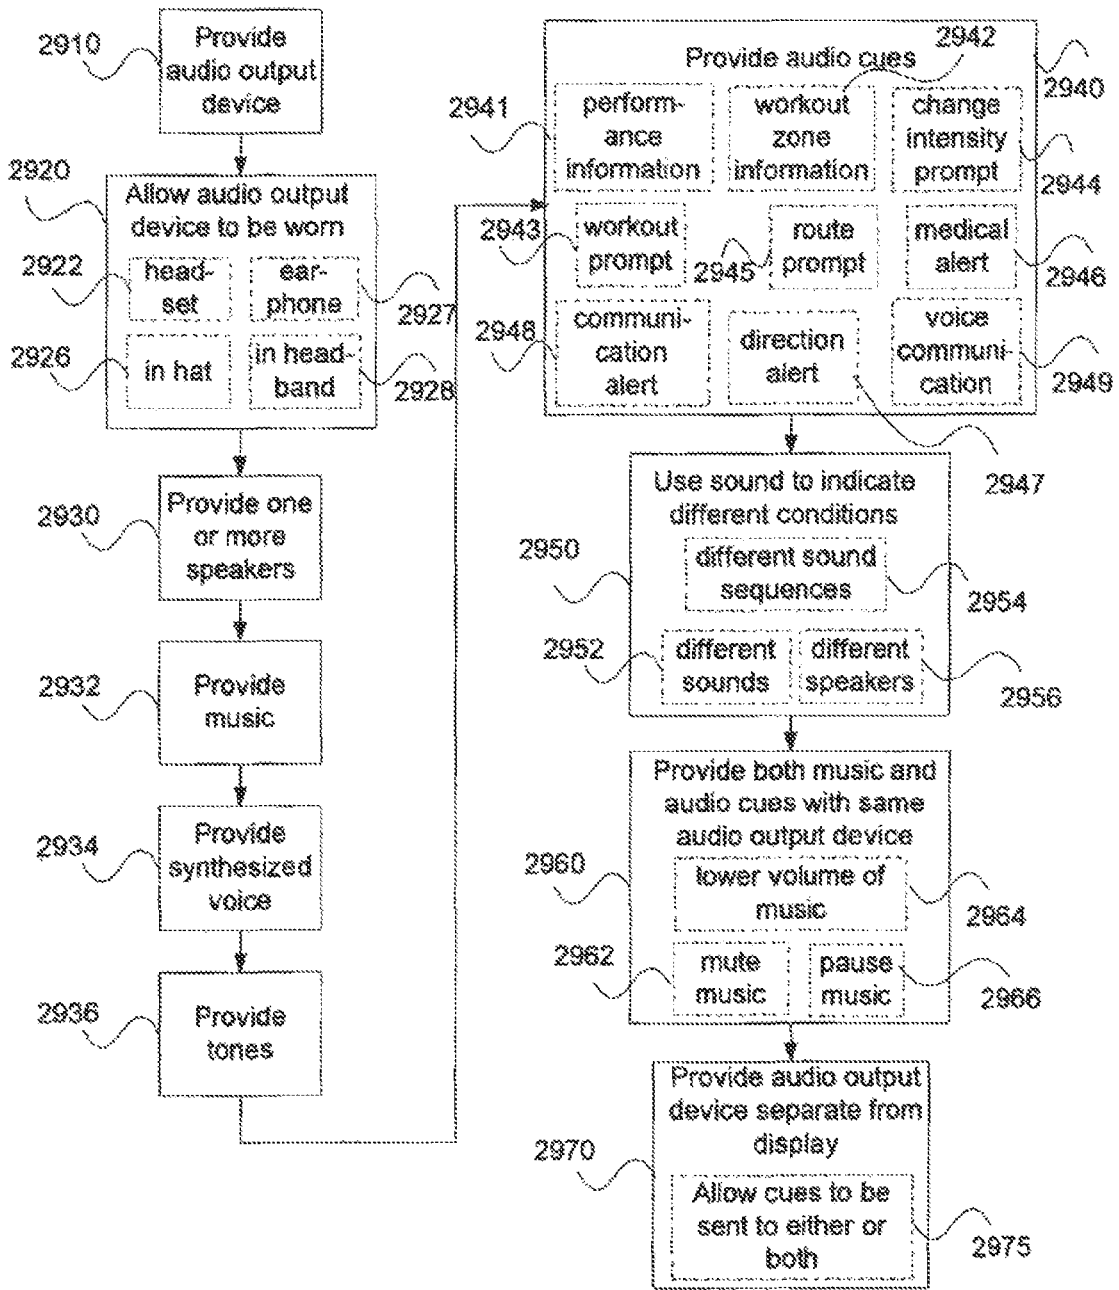 2910
Provide
audio output
device
2920
Allow audio output
device to be worn
2922
head-
set
ear-
phone
2927
2926
in hat
in head-
band
2928
2930
Provide one
or more
speakers
2932
Provide
music
2934
Provide
synthesized
voice
2936
Provide
tones
2942
Provide audio cues
2940
2941
perform-
ance
information
workout
zone
information
change
intensity
prompt
2944
2943
workout
prompt
2945
route
prompt
medical
alert
2946
2948
communi-
cation
alert
direction
alert
voice
communi-
cation
2949
2947
Use sound to indicate
different conditions
2950
different sound
sequences
2954
2952
different
sounds
different
speakers
2956
Provide both music and
audio cues with same
audio output device
2960
lower volume of
music
2964
2962
mute
music
pause
music
2966
Provide audio output
device separate from
display
2970
Allow cues to be
sent to either or
both
2975